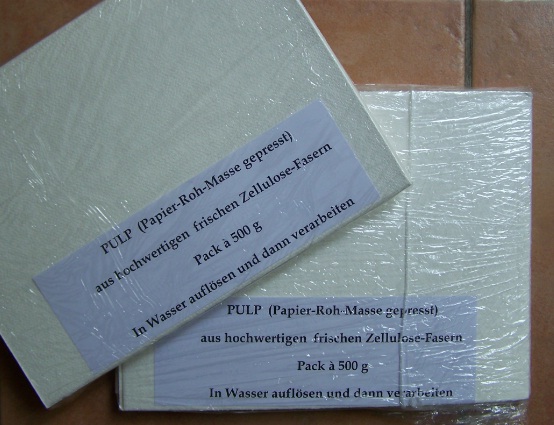 PULP (Papier-Roh-Masse gepresst)
aus hochwertigen frischen Zellulose-Fasern
Pack à 500 g
In Wasser auflösen und dann verarbeiten
PULP (Papier-Roh-Masse gepresst)
aus hochwertigen frischen Zellulose-Fasern
Pack à 500 g
In Wasser auflösen und dann verarbeiten